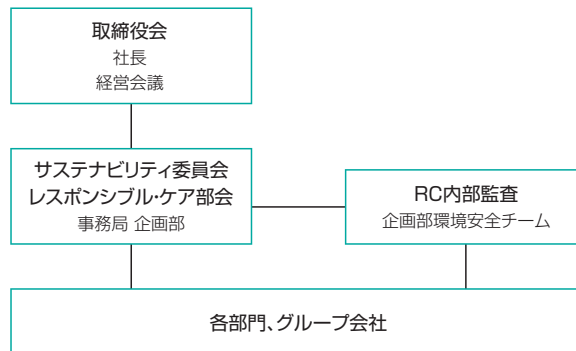 取締役会
社長
経営会議
サステナビリティ委員会
レスポンシブル・ケア部会
事務局 企画部
RC内部監査
企画部環境安全チーム
各部門、グループ会社